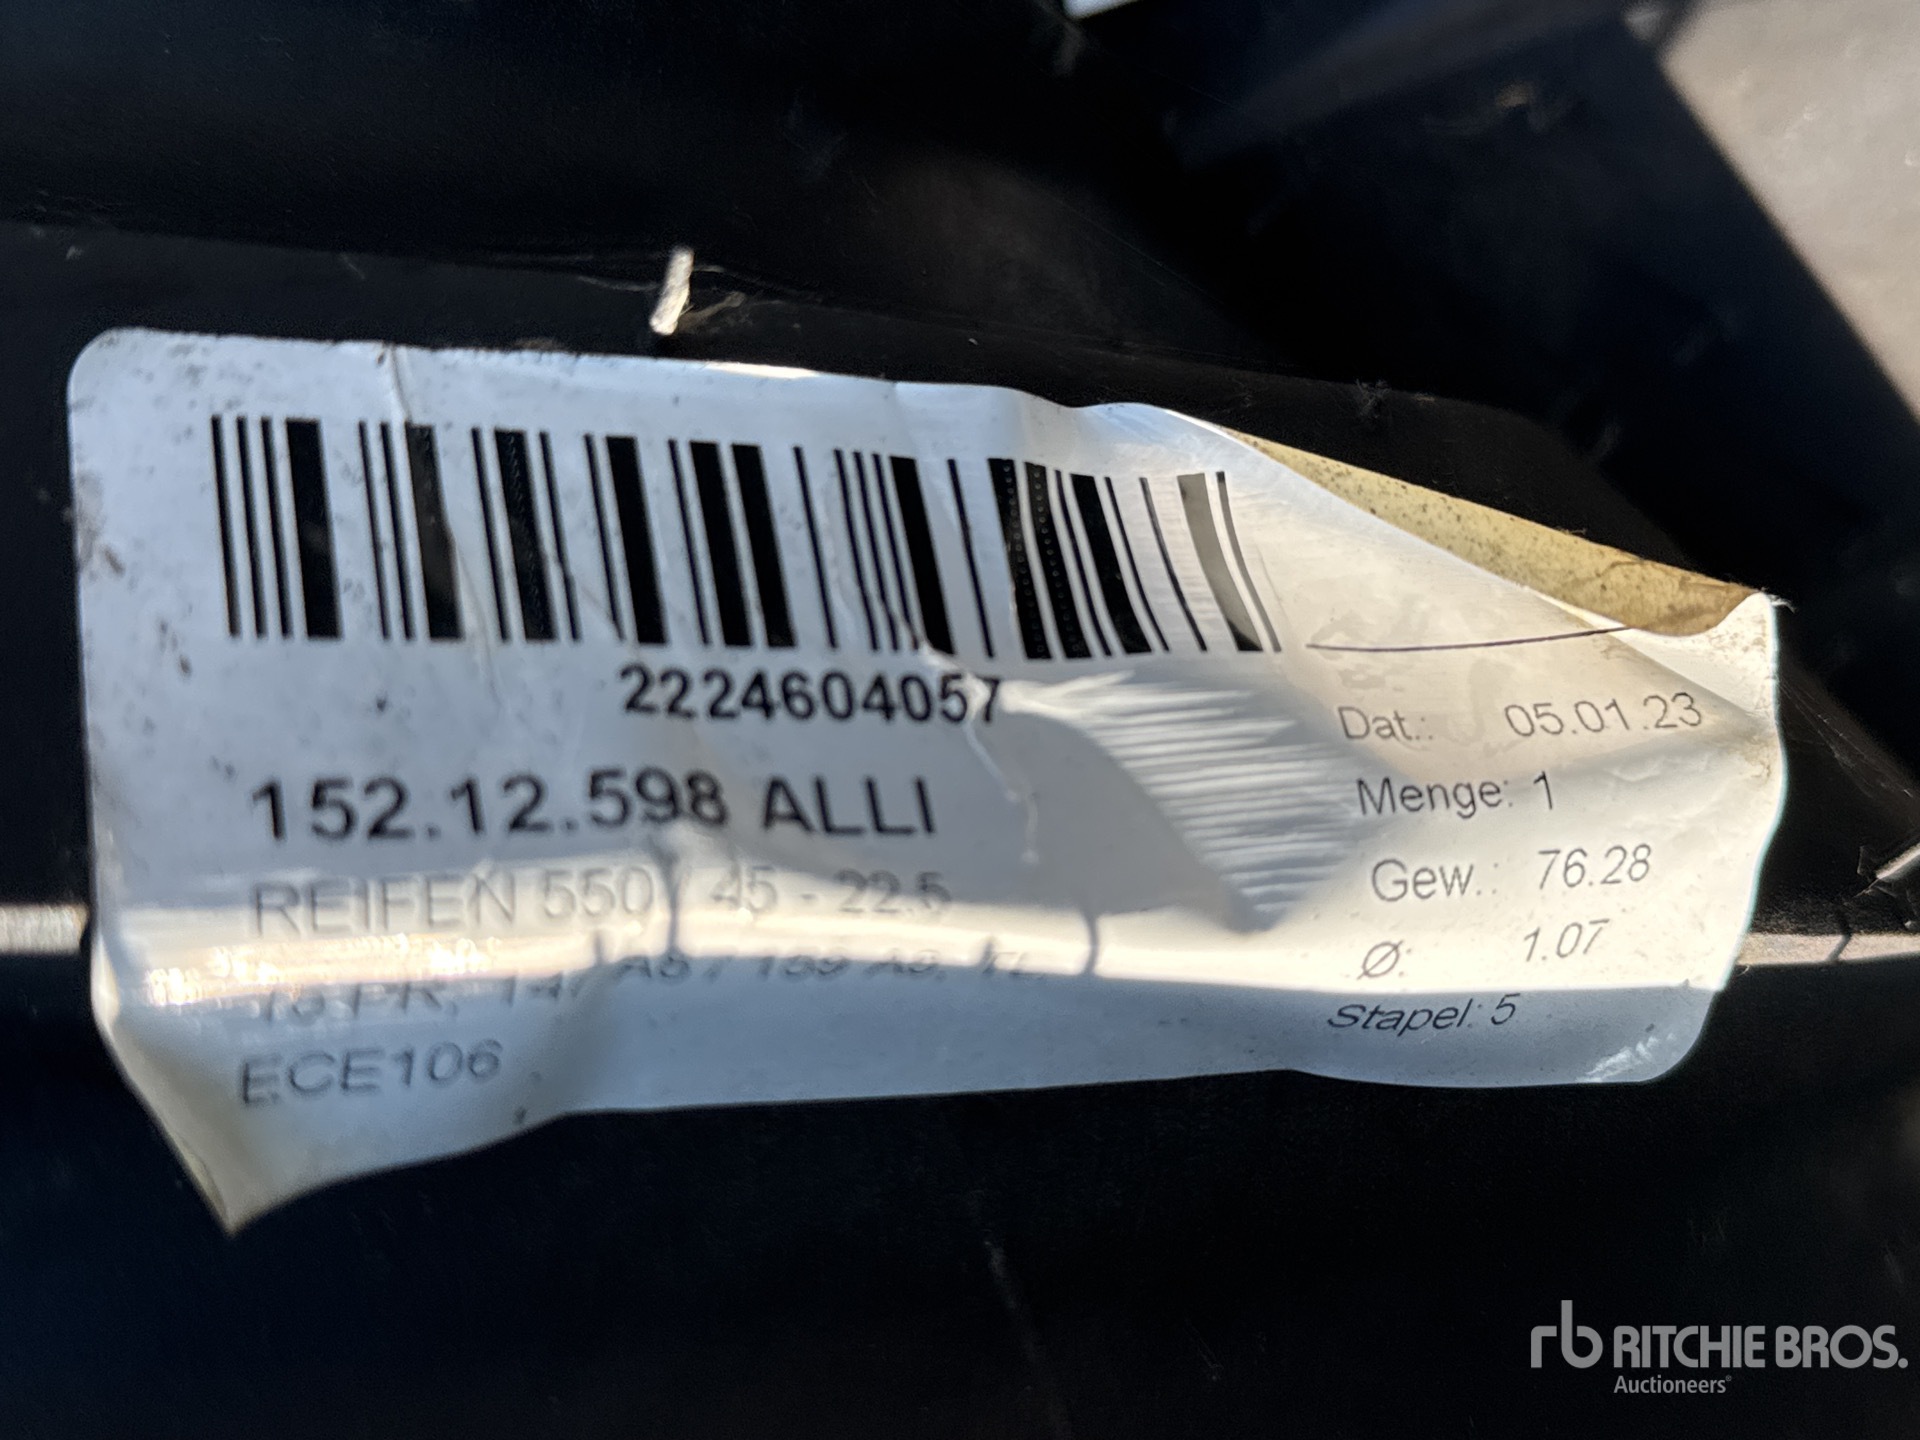 2224604057
152.12.598 ALLI
REIFEN 550 / 45 - 22.5
ECE106
Dat.: 05.01.23
Menge: 1
Gew.: 76.28
Ø: 1.07
Stapel: 5
rb RITCHIE BROS.
Auctioneers®